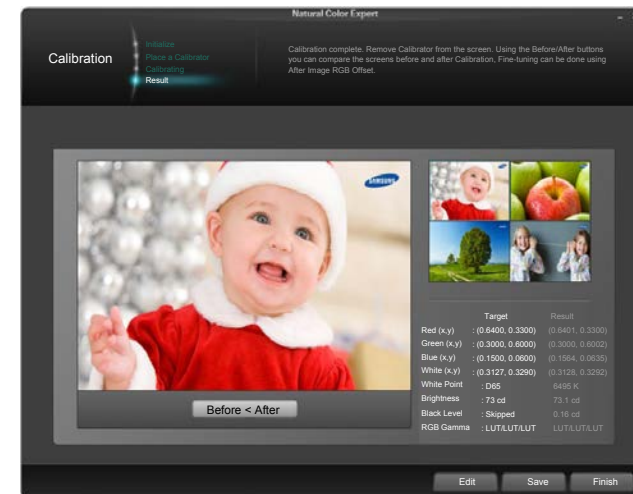 Natural Color Expert
Calibration
Initialize
Place a Calibrator
Calibrating
Result
Calibration complete. Remove Calibrator from the screen. Using the Before/After buttons
you can compare the screens before and after Calibration, Fine-tuning can be done using
After Image RGB Offset.
SAMSUNG
Before < After
Target Result
Red (x,y) : (0.6400, 0.3300) (0.6401, 0.3300)
Green (x,y) : (0.3000, 0.6000) (0.3000, 0.6002)
Blue (x,y) : (0.1500, 0.0600) (0.1564, 0.0635)
White (x,y) : (0.3127, 0.3290) (0.3128, 0.3292)
White Point : D65 6495 K
Brightness : 73 cd 73.1 cd
Black Level : Skipped 0.16 cd
RGB Gamma : LUT/LUT/LUT LUT/LUT/LUT
Edit Save Finish